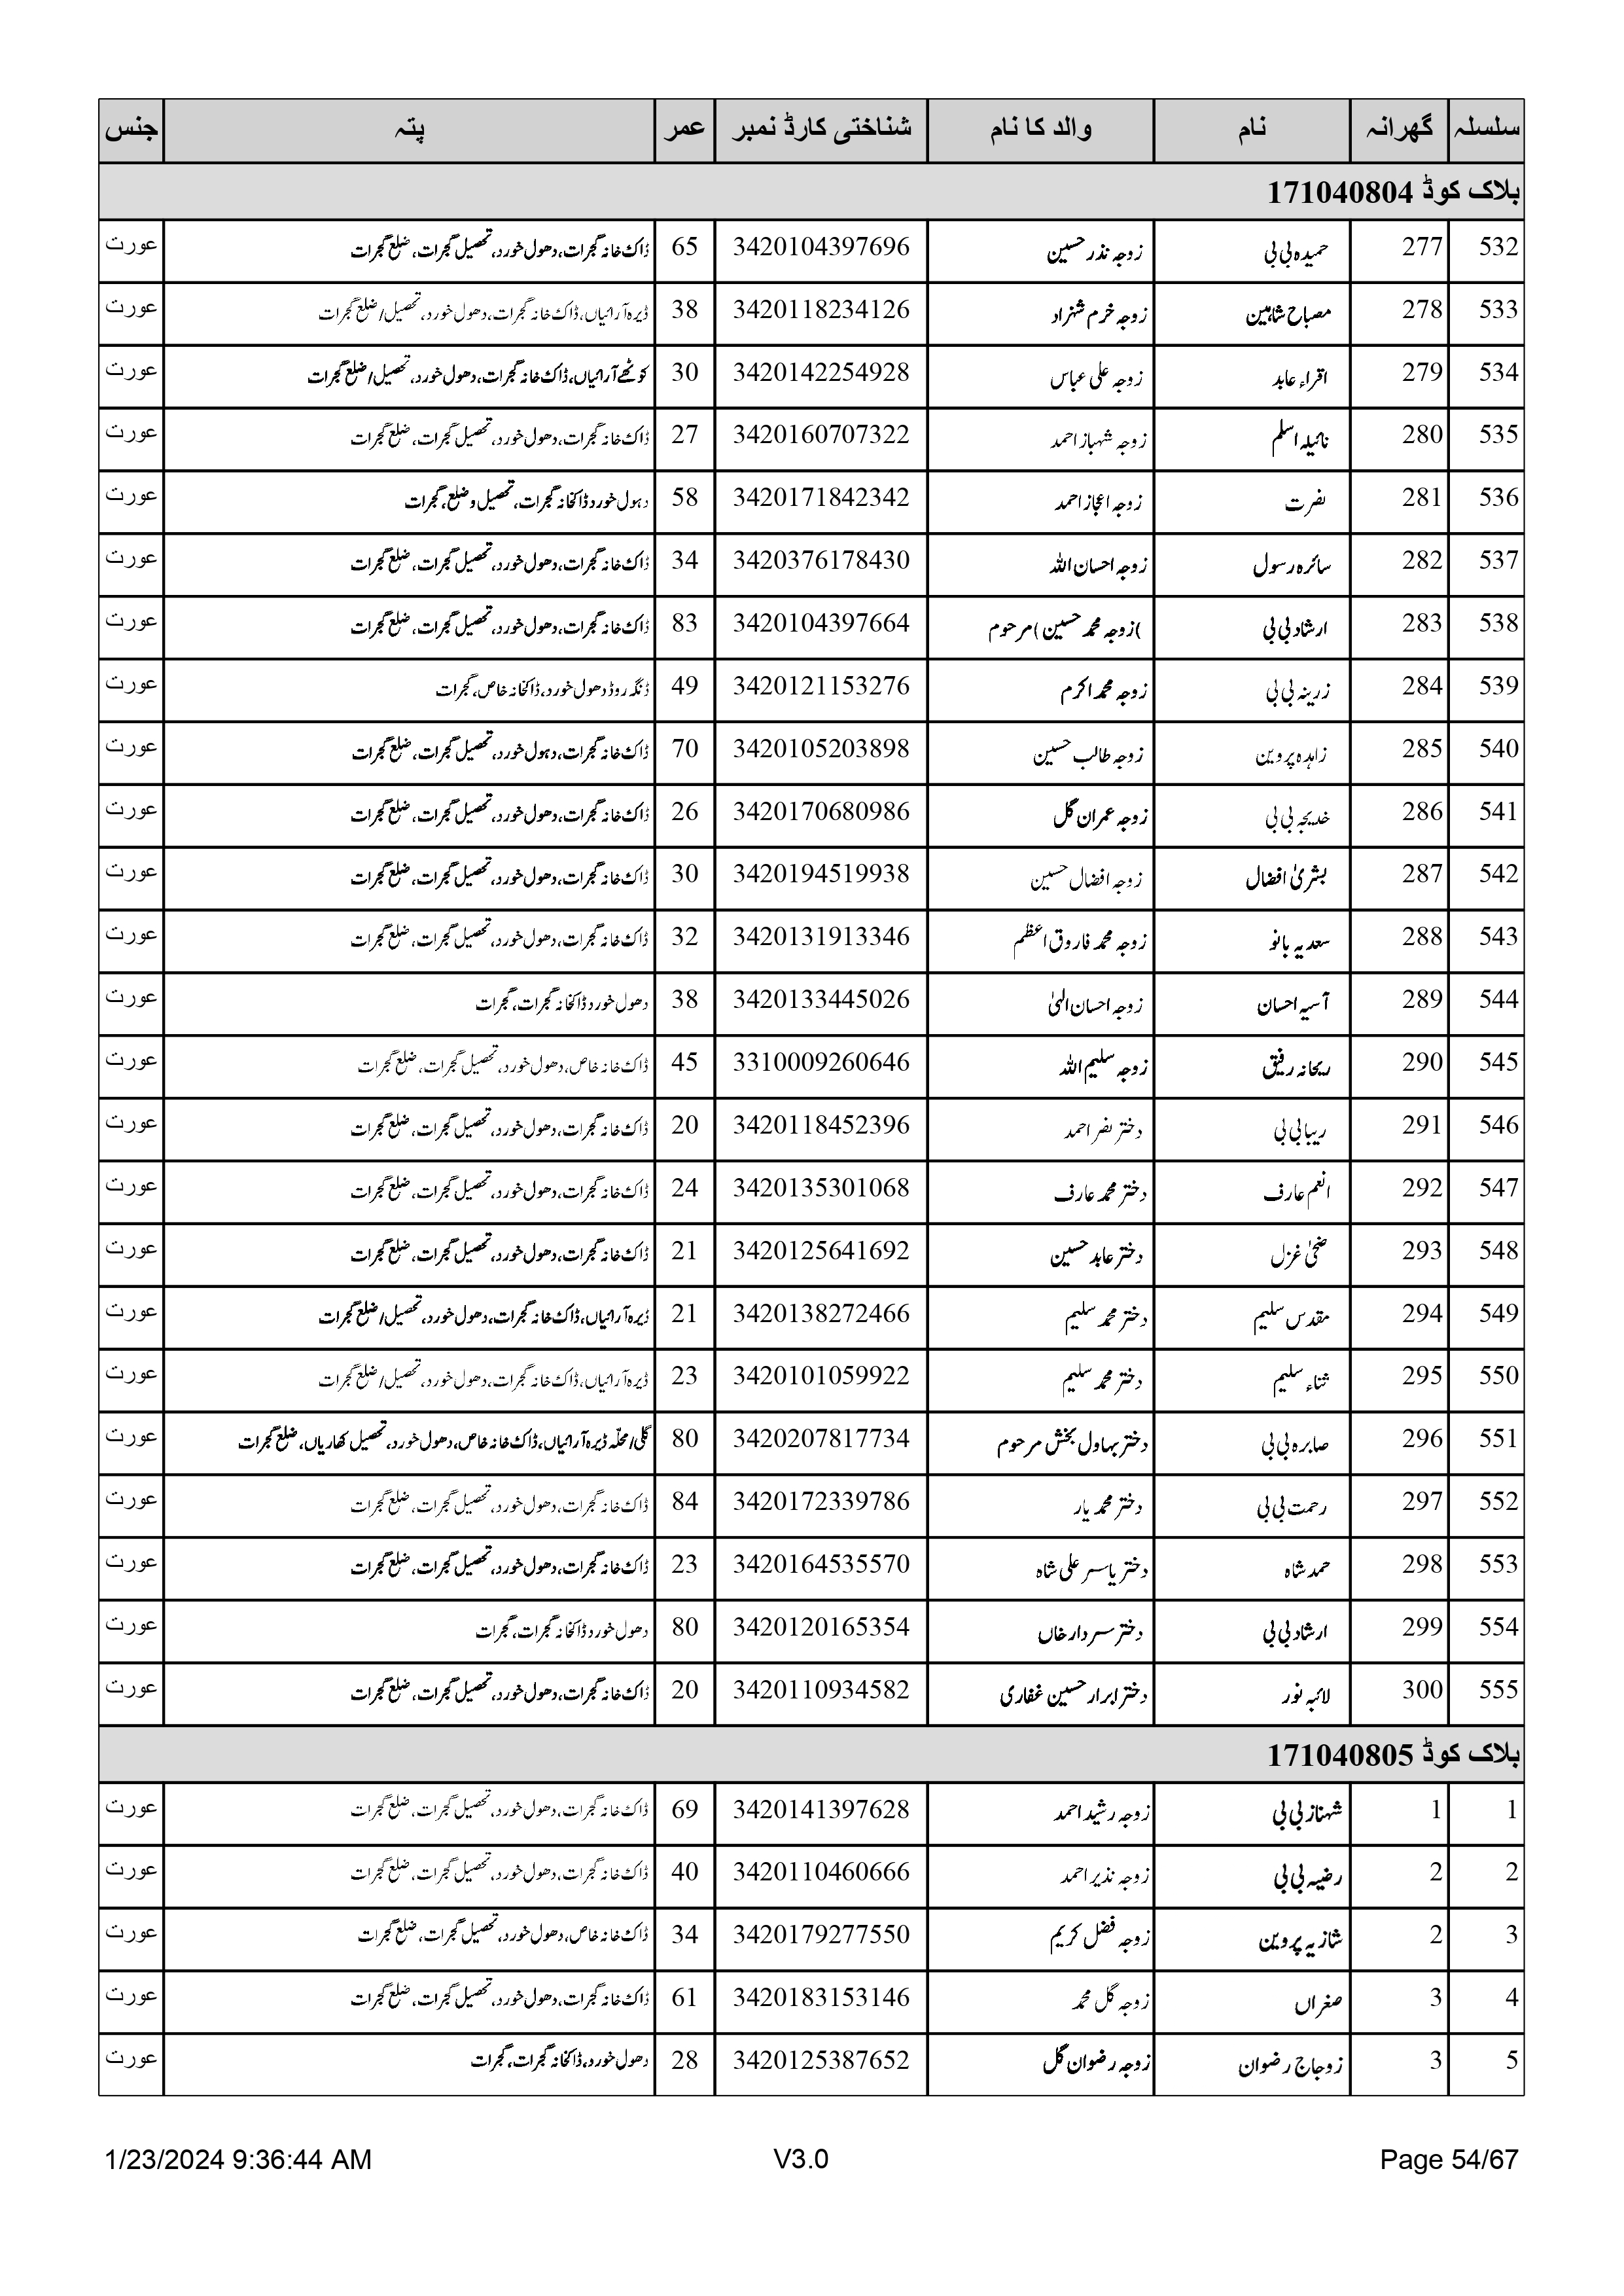 سلسلہ گھرانہ نام والد کا نام شناختی کارڈ نمبر عمر پتہ جنس
بلاک کوڈ 171040804
532 277 حمیدہ بی بی زوجہ نذر حسین 3420104397696 65 ڈاک خانہ گجرات، دھول خورد، تحصیل گجرات، ضلع گجرات عورت
533 278 مصباح شاہین زوجہ خرم شہزاد 3420118234126 38 ڈیرہ آرائیاں، ڈاک خانہ گجرات، دھول خورد، تحصیل/ ضلع گجرات عورت
534 279 اقراء عابد زوجہ علی عباس 3420142254928 30 کوٹھے آرائیاں، ڈاک خانہ گجرات، دھول خورد، تحصیل/ ضلع گجرات عورت
535 280 نائیلہ اسلم زوجہ شہباز احمد 3420160707322 27 ڈاک خانہ گجرات، دھول خورد، تحصیل گجرات، ضلع گجرات عورت
536 281 نصرت زوجہ اعجاز احمد 3420171842342 58 دہول خورد ڈاکخانہ گجرات، تحصیل و ضلع، گجرات عورت
537 282 سائرہ رسول زوجہ احسان اللہ 3420376178430 34 ڈاک خانہ گجرات، دھول خورد، تحصیل گجرات، ضلع گجرات عورت
538 283 ارشاد بی بی )زوجہ محمد حسین )مرحوم 3420104397664 83 ڈاک خانہ گجرات، دھول خورد، تحصیل گجرات، ضلع گجرات عورت
539 284 زرینہ بی بی زوجہ محمد اکرم 3420121153276 49 ڈنگہ روڈ دھول خورد، ڈاکخانہ خاص، گجرات عورت
540 285 زاہدہ پروین زوجہ طالب حسین 3420105203898 70 ڈاک خانہ گجرات، دہول خورد، تحصیل گجرات، ضلع گجرات عورت
541 286 خدیجہ بی بی زوجہ عمران گل 3420170680986 26 ڈاک خانہ گجرات، دھول خورد، تحصیل گجرات، ضلع گجرات عورت
542 287 بشریٰ افضال زوجہ افضال حسین 3420194519938 30 ڈاک خانہ گجرات، دھول خورد، تحصیل گجرات، ضلع گجرات عورت
543 288 سعدیہ بانو زوجہ محمد فاروق اعظم 3420131913346 32 ڈاک خانہ گجرات، دھول خورد، تحصیل گجرات، ضلع گجرات عورت
544 289 آسیہ احسان زوجہ احسان الہیٰ 3420133445026 38 دھول خورد ڈاکخانہ گجرات، گجرات عورت
545 290 ریحانہ رفیق زوجہ سلیم اللہ 3310009260646 45 ڈاک خانہ خاص، دھول خورد، تحصیل گجرات، ضلع گجرات عورت
546 291 ریبا بی بی دختر نصر احمد 3420118452396 20 ڈاک خانہ گجرات، دھول خورد، تحصیل گجرات، ضلع گجرات عورت
547 292 انعم عارف دختر محمد عارف 3420135301068 24 ڈاک خانہ گجرات، دھول خورد، تحصیل گجرات، ضلع گجرات عورت
548 293 ضحیٰ غزل دختر عابد حسین 3420125641692 21 ڈاک خانہ گجرات، دھول خورد، تحصیل گجرات، ضلع گجرات عورت
549 294 مقدس سلیم دختر محمد سلیم 3420138272466 21 ڈیرہ آرائیاں، ڈاک خانہ گجرات، دھول خورد، تحصیل/ ضلع گجرات عورت
550 295 ثناء سلیم دختر محمد سلیم 3420101059922 23 ڈیرہ آرائیاں، ڈاک خانہ گجرات، دھول خورد، تحصیل/ ضلع گجرات عورت
551 296 صابرہ بی بی دختر بہاول بخش مرحوم 3420207817734 80 گلی/ محلّہ ڈیرہ آرائیاں، ڈاک خانہ خاص، دھول خورد، تحصیل کھاریاں، ضلع گجرات عورت
552 297 رحمت بی بی دختر محمد یار 3420172339786 84 ڈاک خانہ گجرات، دھول خورد، تحصیل گجرات، ضلع گجرات عورت
553 298 حمد شاہ دختر یاسر علی شاہ 3420164535570 23 ڈاک خانہ گجرات، دھول خورد، تحصیل گجرات، ضلع گجرات عورت
554 299 ارشاد بی بی دختر سردار خاں 3420120165354 80 دھول خورد ڈاکخانہ گجرات، گجرات عورت
555 300 لائبہ نور دختر ابرار حسین غفاری 3420110934582 20 ڈاک خانہ گجرات، دھول خورد، تحصیل گجرات، ضلع گجرات عورت
بلاک کوڈ 171040805
1 1 شہناز بی بی زوجہ رشید احمد 3420141397628 69 ڈاک خانہ گجرات، دھول خورد، تحصیل گجرات، ضلع گجرات عورت
2 2 رضیہ بی بی زوجہ نذیر احمد 3420110460666 40 ڈاک خانہ گجرات، دھول خورد، تحصیل گجرات، ضلع گجرات عورت
3 2 شازیہ پروین زوجہ فضل کریم 3420179277550 34 ڈاک خانہ خاص، دھول خورد، تحصیل گجرات، ضلع گجرات عورت
4 3 صغراں زوجہ گل محمد 3420183153146 61 ڈاک خانہ گجرات، دھول خورد، تحصیل گجرات، ضلع گجرات عورت
5 3 زوجاج رضوان زوجہ رضوان گل 3420125387652 28 دھول خورد، ڈاکخانہ گجرات، گجرات عورت
1/23/2024 9:36:44 AM V3.0 Page 54/67